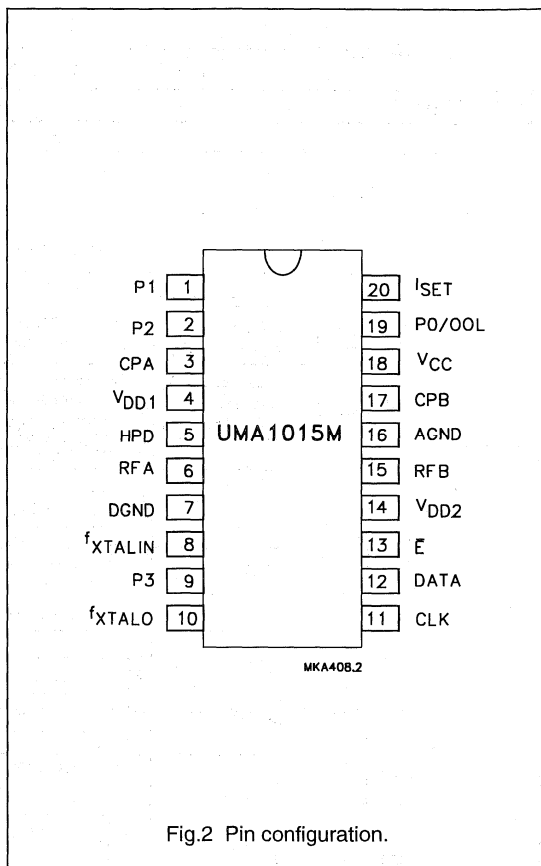 P1 1 20 ISET
P2 2 19 P0/OOL
CPA 3 18 VCC
VDD1 4 17 CPB
HPD 5 UMA1015M 16 AGND
RFA 6 15 RFB
DGND 7 14 VDD2
fXTALIN 8 13 E̅
P3 9 12 DATA
fXTALO 10 11 CLK
MKA408.2
Fig.2 Pin configuration.